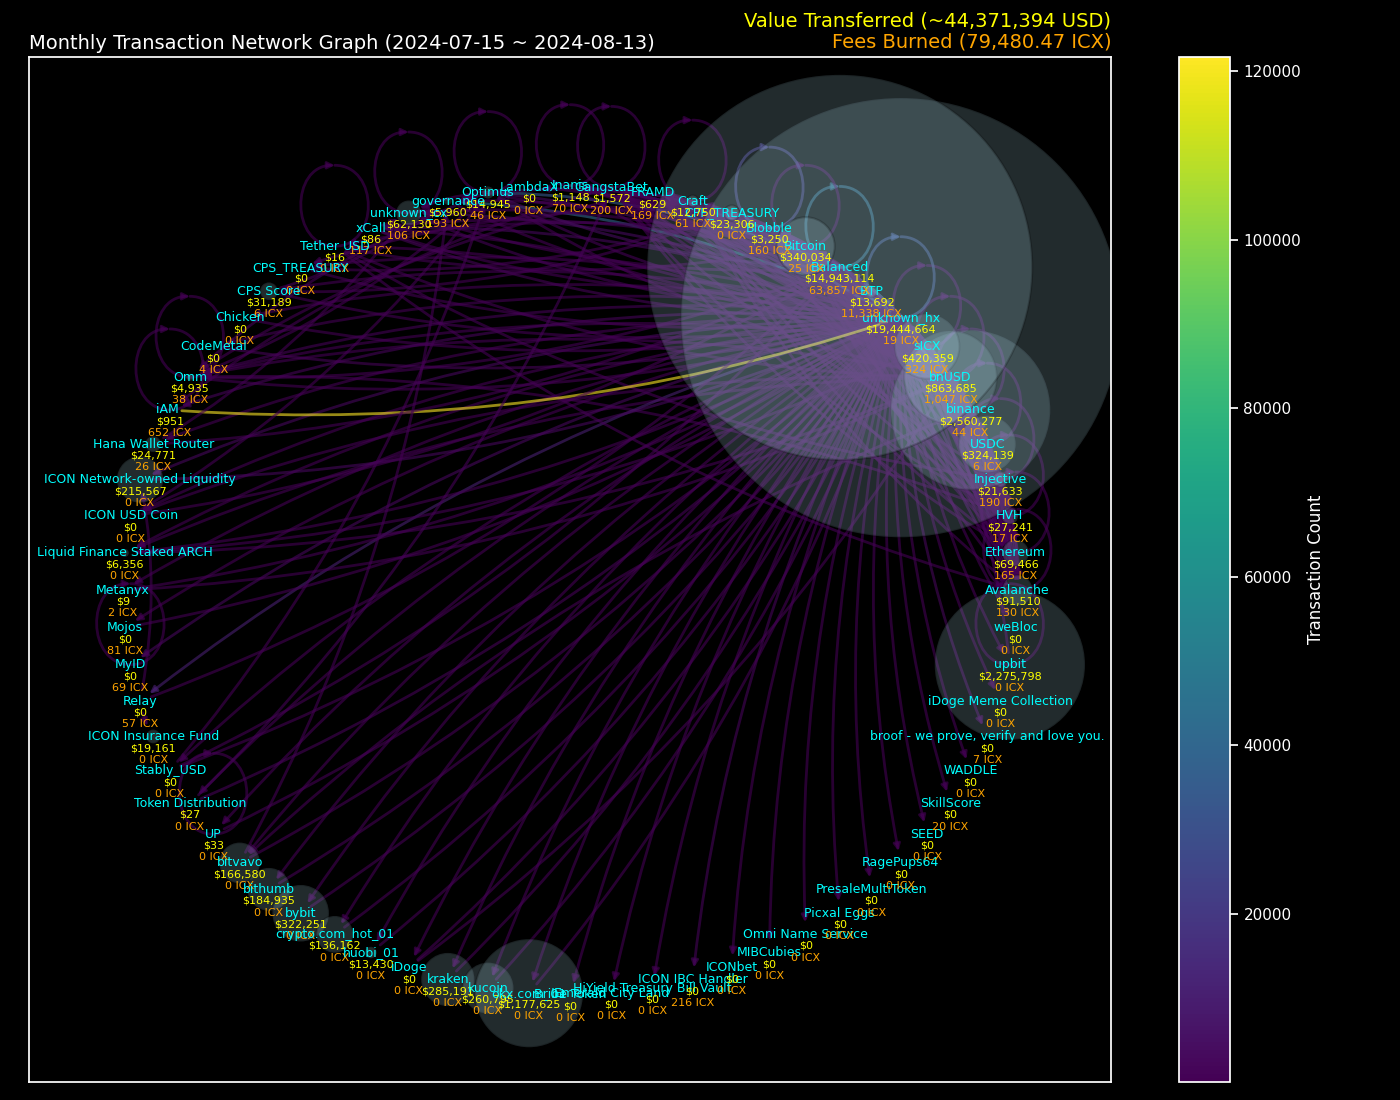 Value Transferred (~44,371,394 USD)
Monthly Transaction Network Graph (2024-07-15 ~ 2024-08-13)
Fees Burned (79,480.47 ICX)
LambdaX
$0
0 ICX
$1,148
70 ICX
GangstaBet
$1,572
200 ICX
FRAMD
$629
169 ICX
Craft
$12,750
61 ICX
$23,306
0 ICX
Blobble
$3,250
160 ICX
Bitcoin
$340,034
Balanced
$14,943,114
63,857 ICX
BTP
$13,692
11,338 ICX
unknown_hx
$19,444,664
19 ICX
sICX
$420,359
324 ICX
bnUSD
$863,685
1,047 ICX
binance
$2,560,277
44 ICX
USDC
$324,139
6 ICX
Injective
$21,633
190 ICX
HVH
$27,241
17 ICX
Ethereum
$69,466
165 ICX
Avalanche
$91,510
130 ICX
weBloc
$0
0 ICX
upbit
$2,275,798
0 ICX
iDoge Meme Collection
$0
0 ICX
broof - we prove, verify and love you.
$0
7 ICX
WADDLE
$0
0 ICX
SkillScore
$0
20 ICX
SEED
$0
0 ICX
RagePups64
$0
0 ICX
PresaleMultiToken
$0
0 ICX
Picxal Eggs
$0
0 ICX
Omni Name Service
$0
0 ICX
MIBCubies
$0
0 ICX
ICONbet
$0
0 ICX
ICON IBC Handler
$0
216 ICX
HiYield Treasury Bill Vault
$0
0 ICX
Emerald City Land
$0
0 ICX
$0
0 ICX
okx.com
$1,177,625
0 ICX
kucoin
0 ICX
kraken
$285,191
0 ICX
iDoge
$0
0 ICX
huobi_01
$13,430
0 ICX
crypto.com_hot_01
$136,162
0 ICX
bybit
$322,251
bithumb
$184,935
0 ICX
bitvavo
$166,580
0 ICX
UP
$33
0 ICX
Token Distribution
$27
0 ICX
Stably_USD
$0
0 ICX
ICON Insurance Fund
$19,161
0 ICX
Relay
$0
57 ICX
MyID
$0
69 ICX
Mojos
$0
81 ICX
Metanyx
$9
2 ICX
Liquid Finance Staked ARCH
$6,356
0 ICX
ICON USD Coin
$0
0 ICX
ICON Network-owned Liquidity
$215,567
0 ICX
Hana Wallet Router
$24,771
26 ICX
iAM
$951
652 ICX
Omm
$4,935
38 ICX
CodeMetal
$0
4 ICX
Chicken
$0
0 ICX
CPS Score
$31,189
6 ICX
CPS_TREASURY
$0
0 ICX
Tether USD
$16
xCall
$86
117 ICX
unknown_cx
$62,130
106 ICX
governance
$5,960
193 ICX
Optimus
$14,945
46 ICX
120000
100000
80000
60000
40000
20000
Transaction Count